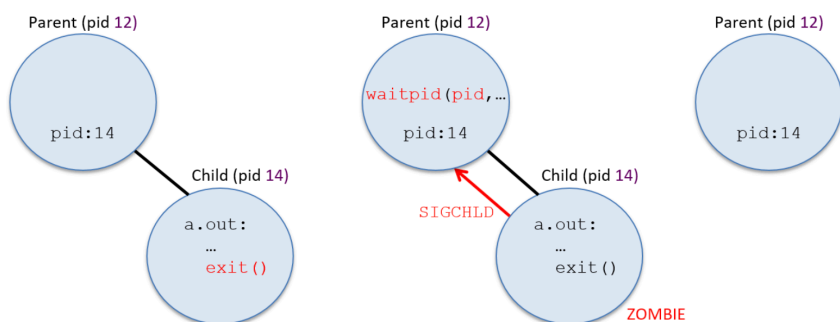 Parent (pid 12)
pid:14
Child (pid 14)
a.out:
…
exit()
Parent (pid 12)
waitpid(pid,…
pid:14
Child (pid 14)
SIGCHLD
a.out:
…
exit()
ZOMBIE
Parent (pid 12)
pid:14